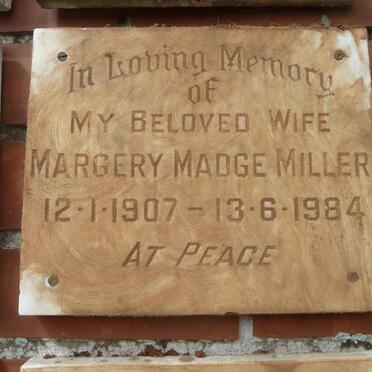 In Loving Memory
of
MY BELOVED WIFE
MARGERY MADGE MILLER
12·1·1907 – 13·6·1984
AT PEACE